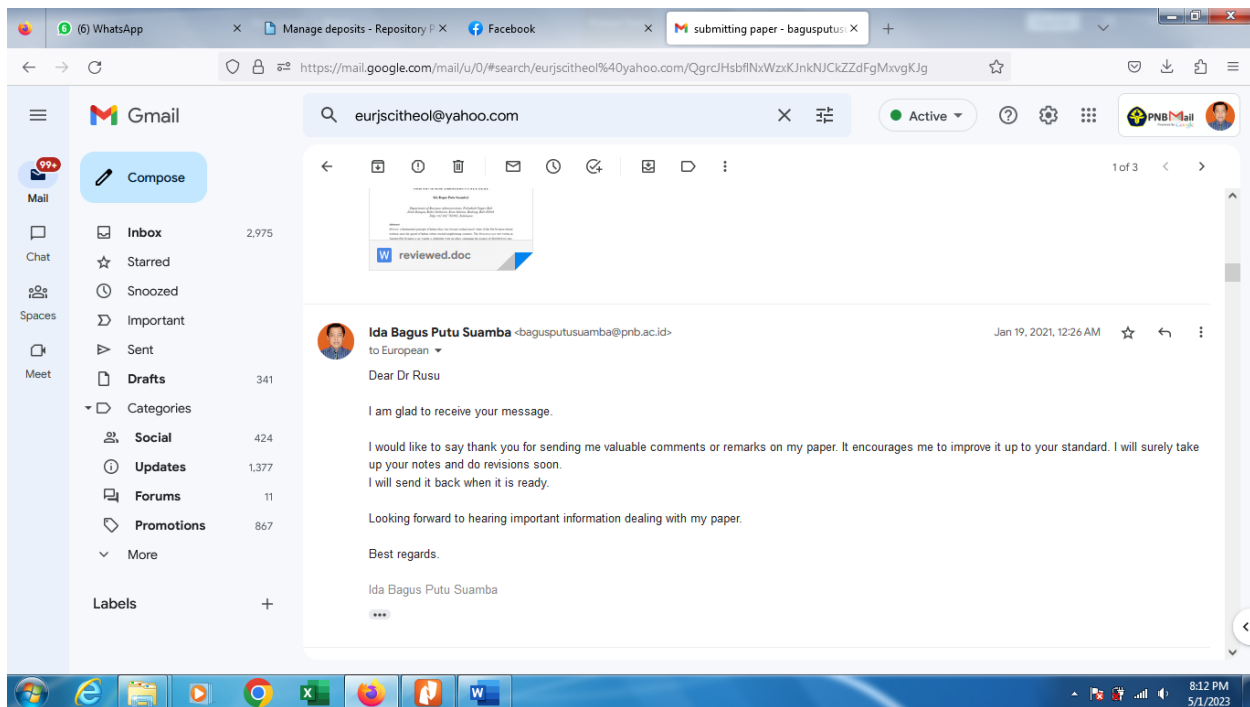 (6) WhatsApp
Manage deposits - Repository P
Facebook
submitting paper - bagusputus
https://mail.google.com/mail/u/0/#search/eurjscitheol%40yahoo.com/QgrcJHsbflNxWzxKJnkNJCkZZdFgMxvgKJg
Gmail
eurjscitheol@yahoo.com
Active
PNBMail
99+
Mail
Chat
Spaces
Meet
Compose
Inbox 2,975
Starred
Snoozed
Important
Sent
Drafts 341
Categories
Social 424
Updates 1,377
Forums 11
Promotions 867
More
Labels
1 of 3
Ida Bagus Putu Suamba
W reviewed.doc
Ida Bagus Putu Suamba <bagusputusuamba@pnb.ac.id>
Jan 19, 2021, 12:26 AM
to European
Dear Dr Rusu
I am glad to receive your message.
I would like to say thank you for sending me valuable comments or remarks on my paper. It encourages me to improve it up to your standard. I will surely take
up your notes and do revisions soon.
I will send it back when it is ready.
Looking forward to hearing important information dealing with my paper.
Best regards.
Ida Bagus Putu Suamba
8:12 PM
5/1/2023